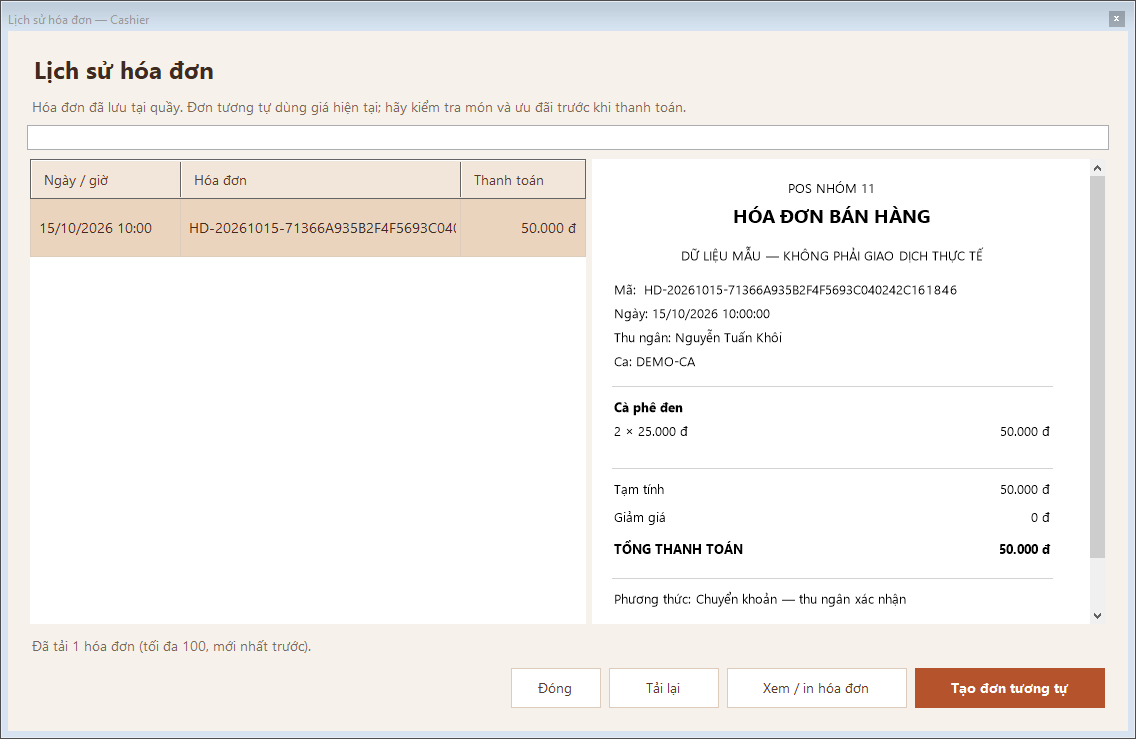 Lịch sử hóa đơn — Cashier
Lịch sử hóa đơn
Hóa đơn đã lưu tại quầy. Đơn tương tự dùng giá hiện tại; hãy kiểm tra món và ưu đãi trước khi thanh toán.
Ngày / giờ Hóa đơn Thanh toán
15/10/2026 10:00 HD-20261015-71366A935B2F4F5693C040 50.000 đ
POS NHÓM 11
HÓA ĐƠN BÁN HÀNG
DỮ LIỆU MẪU — KHÔNG PHẢI GIAO DỊCH THỰC TẾ
Mã: HD-20261015-71366A935B2F4F5693C040242C161846
Ngày: 15/10/2026 10:00:00
Thu ngân: Nguyễn Tuấn Khôi
Ca: DEMO-CA
Cà phê đen
2 × 25.000 đ 50.000 đ
Tạm tính 50.000 đ
Giảm giá 0 đ
TỔNG THANH TOÁN 50.000 đ
Phương thức: Chuyển khoản — thu ngân xác nhận
Đã tải 1 hóa đơn (tối đa 100, mới nhất trước).
Đóng Tải lại Xem / in hóa đơn Tạo đơn tương tự